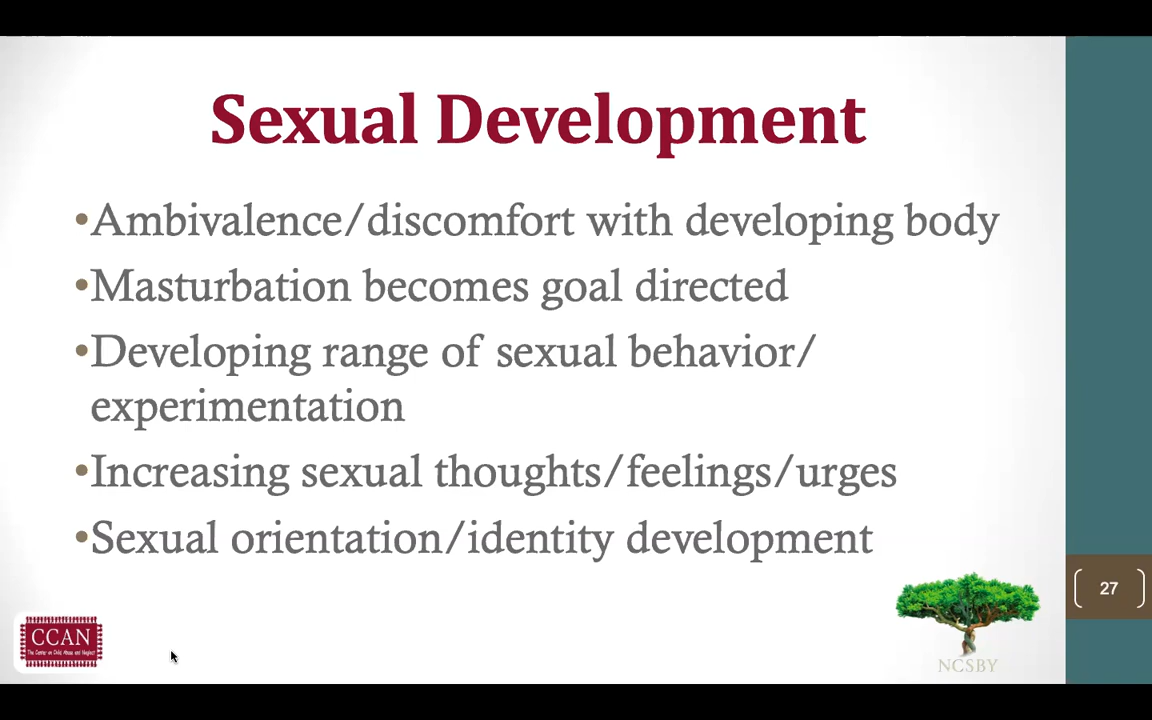 Sexual Development
•Ambivalence/discomfort with developing body
•Masturbation becomes goal directed
•Developing range of sexual behavior/
experimentation
•Increasing sexual thoughts/feelings/urges
•Sexual orientation/identity development
27
CCAN
The Center on Child Abuse and Neglect
NCSBY